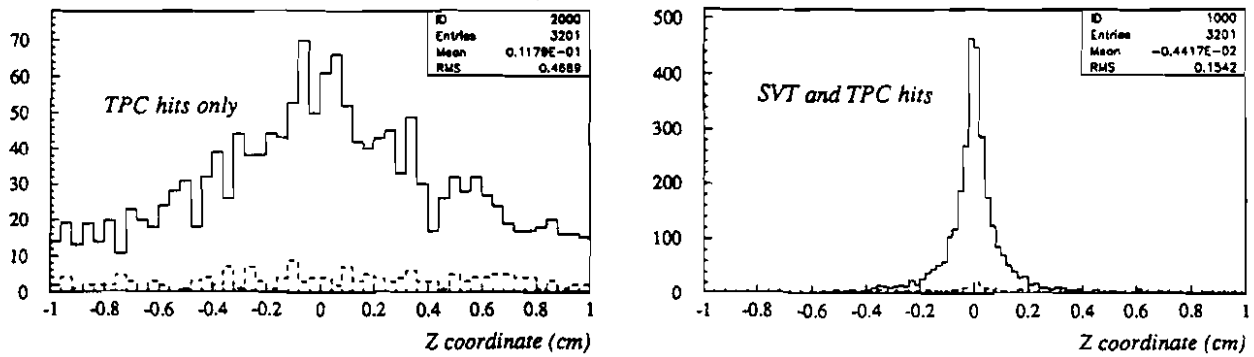 ID 2000
Entries 3201
Mean 0.1179E-01
RMS 0.4689
TPC hits only
70
60
50
40
30
20
10
0
-1 -0.8 -0.6 -0.4 -0.2 0 0.2 0.4 0.6 0.8 1
Z coordinate (cm)
ID 1000
Entries 3201
Mean -0.4417E-02
RMS 0.1542
SVT and TPC hits
500
400
300
200
100
0
-1 -0.8 -0.6 -0.4 -0.2 0 0.2 0.4 0.6 0.8 1
Z coordinate (cm)